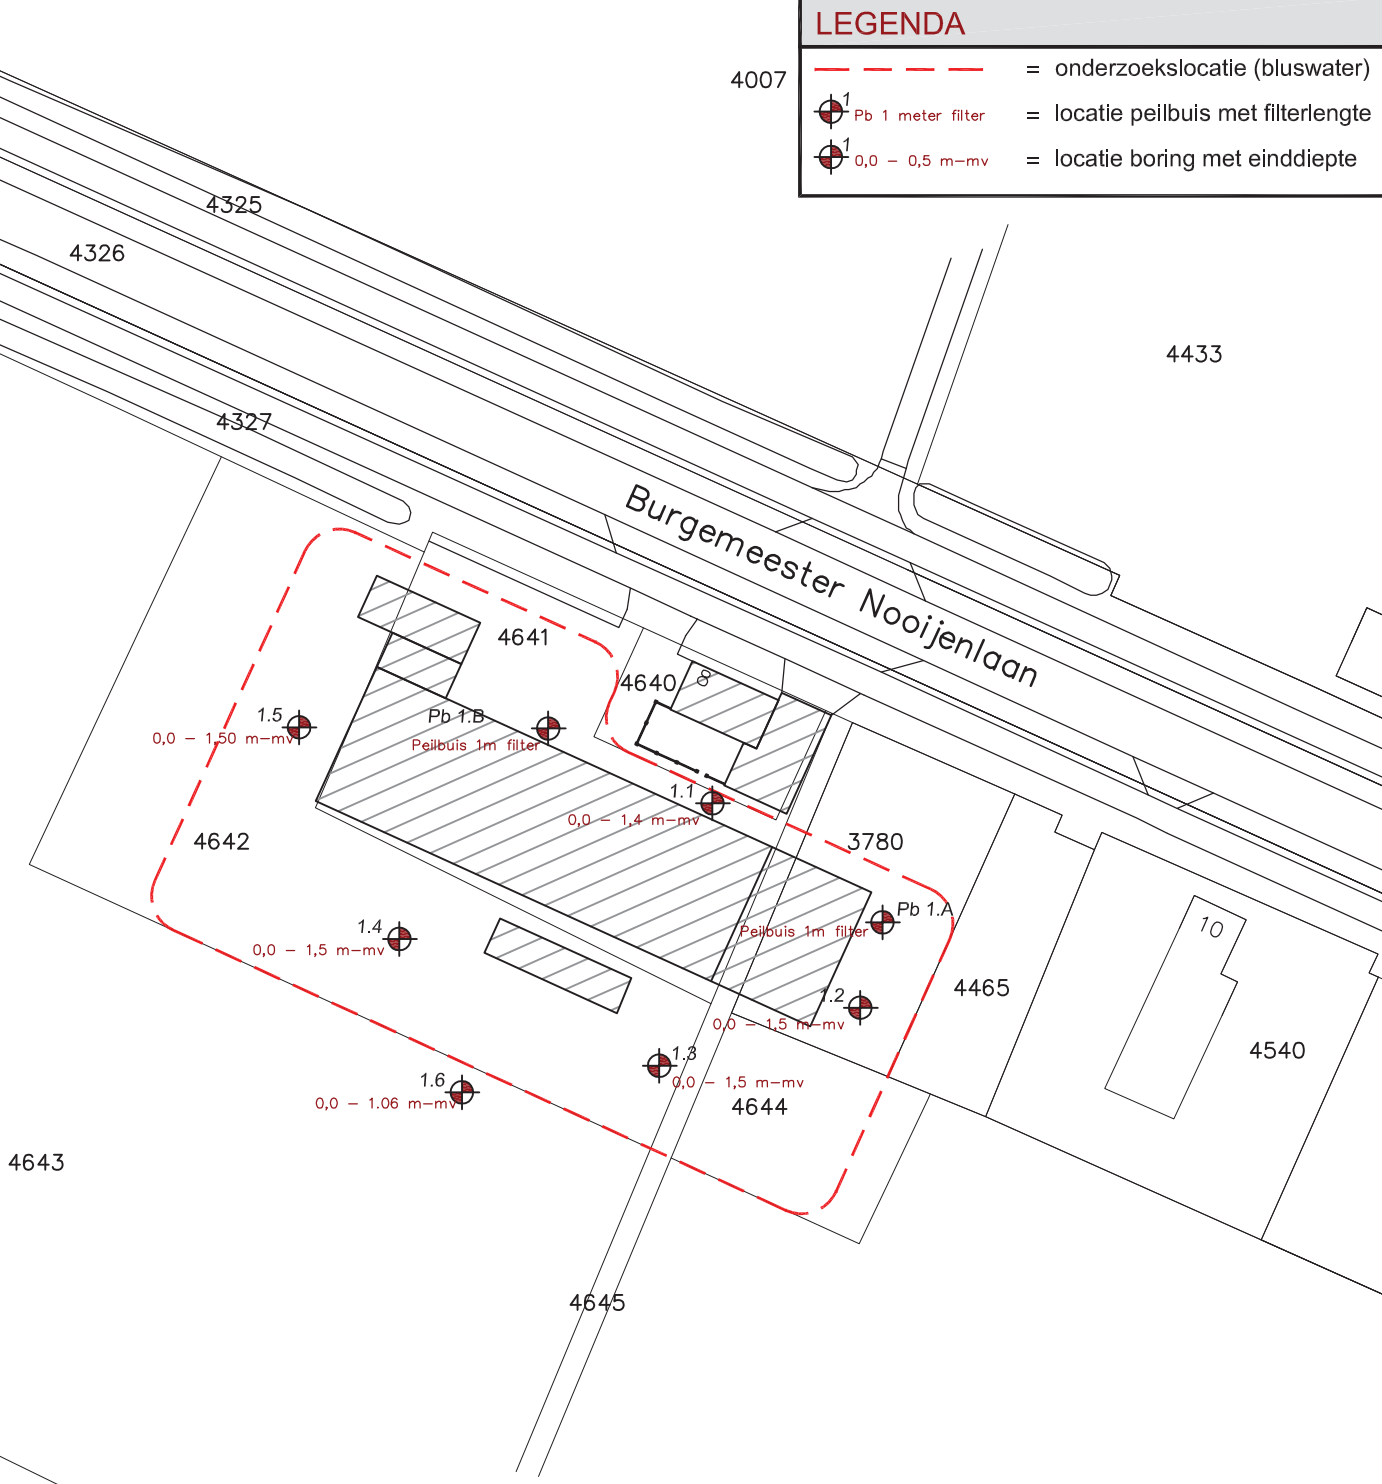 LEGENDA
= onderzoekslocatie (bluswater)
1 Pb 1 meter filter = locatie peilbuis met filterlengte
1 0,0 - 0,5 m-mv = locatie boring met einddiepte
4007
4325
4326
4433
4327
Burgemeester Nooijenlaan
4641
4640
8
1.5
0,0 - 1,50 m-mv
Pb 1.B
Peilbuis 1m filter
1.1
0,0 - 1,4 m-mv
4642
3780
Pb 1.A
Peilbuis 1m filter
10
1.4
0,0 - 1,5 m-mv
4465
1.2
0,0 - 1,5 m-mv
4540
1.3
0,0 - 1,5 m-mv
1.6
0,0 - 1.06 m-mv
4644
4643
4645